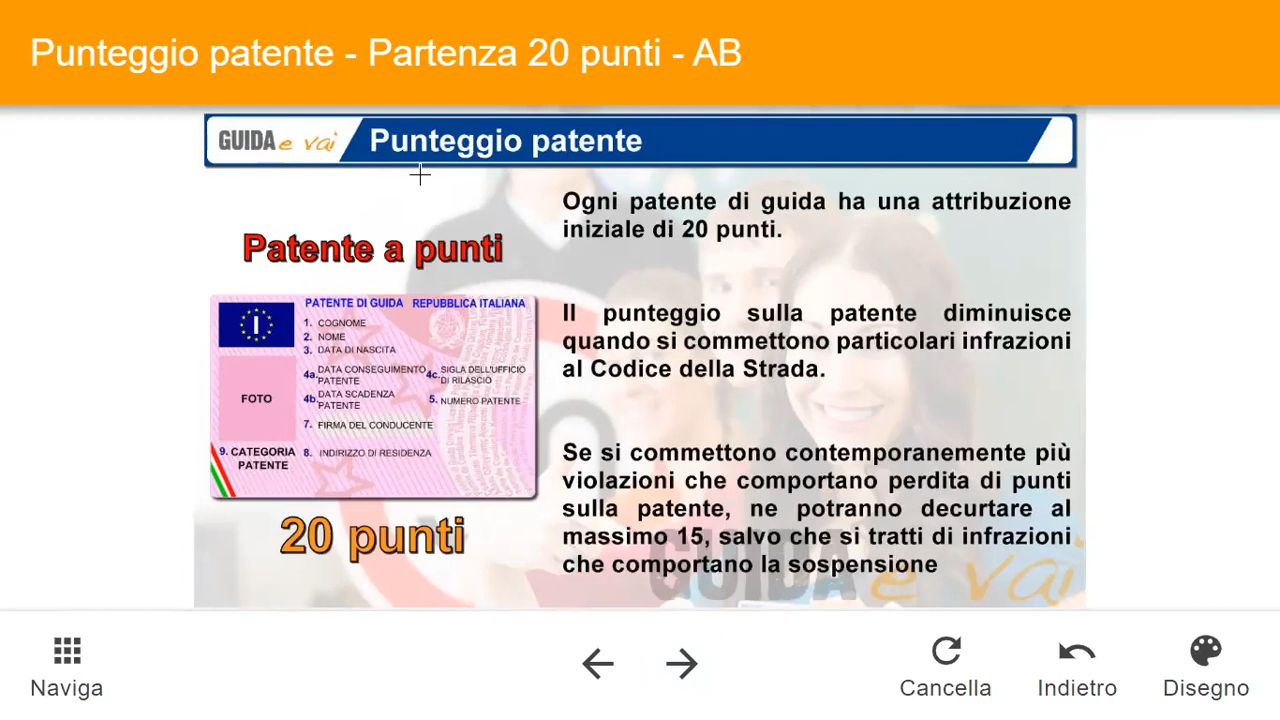 Punteggio patente - Partenza 20 punti - AB
GUIDA e vai
Punteggio patente
Patente a punti
PATENTE DI GUIDA REPUBBLICA ITALIANA
I
1. COGNOME
2. NOME
3. DATA DI NASCITA
4a. DATA CONSEGUIMENTO PATENTE
4c. SIGLA DELL'UFFICIO DI RILASCIO
4b. DATA SCADENZA PATENTE
5. NUMERO PATENTE
FOTO
7. FIRMA DEL CONDUCENTE
9. CATEGORIA PATENTE
8. INDIRIZZO DI RESIDENZA
20 punti
Ogni patente di guida ha una attribuzione
iniziale di 20 punti.
Il punteggio sulla patente diminuisce
quando si commettono particolari infrazioni
al Codice della Strada.
Se si commettono contemporanemente più
violazioni che comportano perdita di punti
sulla patente, ne potranno decurtare al
massimo 15, salvo che si tratti di infrazioni
che comportano la sospensione
GUIDA e vai
Naviga
Cancella
Indietro
Disegno